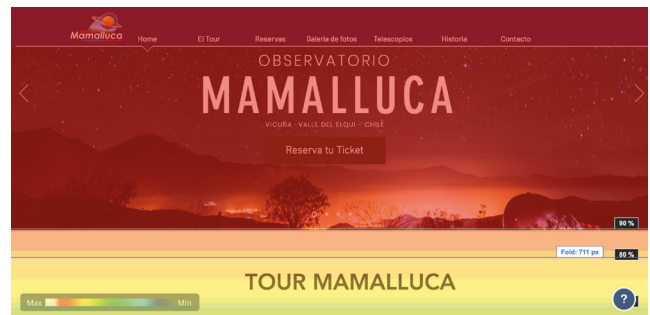 Mamalluca
Home El Tour Reservas Galería de fotos Telescopios Historia Contacto
OBSERVATORIO
MAMALLUCA
VICUÑA - VALLE DEL ELQUI / CHILE
Reserva tu Ticket
90 %
Fold: 711 px
80 %
TOUR MAMALLUCA
Max Min
?